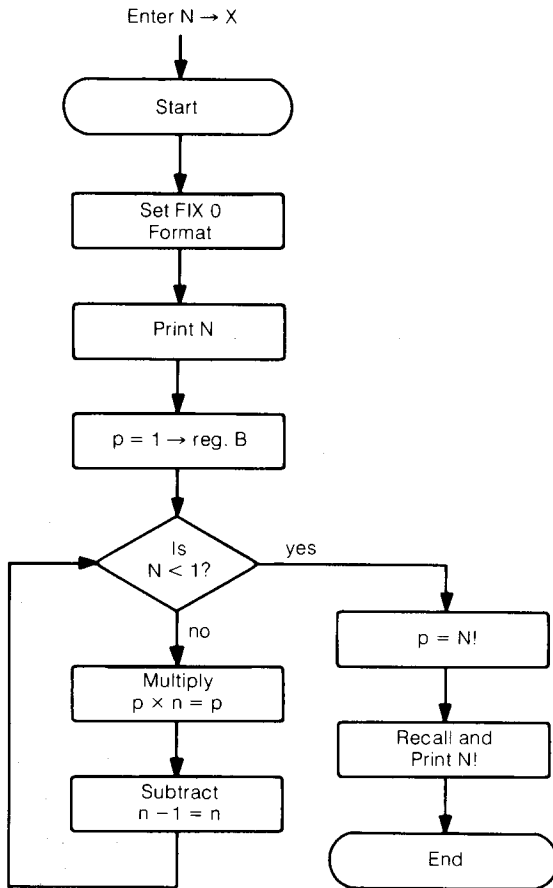 Enter N → X
Start
Set FIX 0
Format
Print N
p = 1 → reg. B
Is
N < 1?
yes
no
Multiply
p × n = p
Subtract
n − 1 = n
p = N!
Recall and
Print N!
End